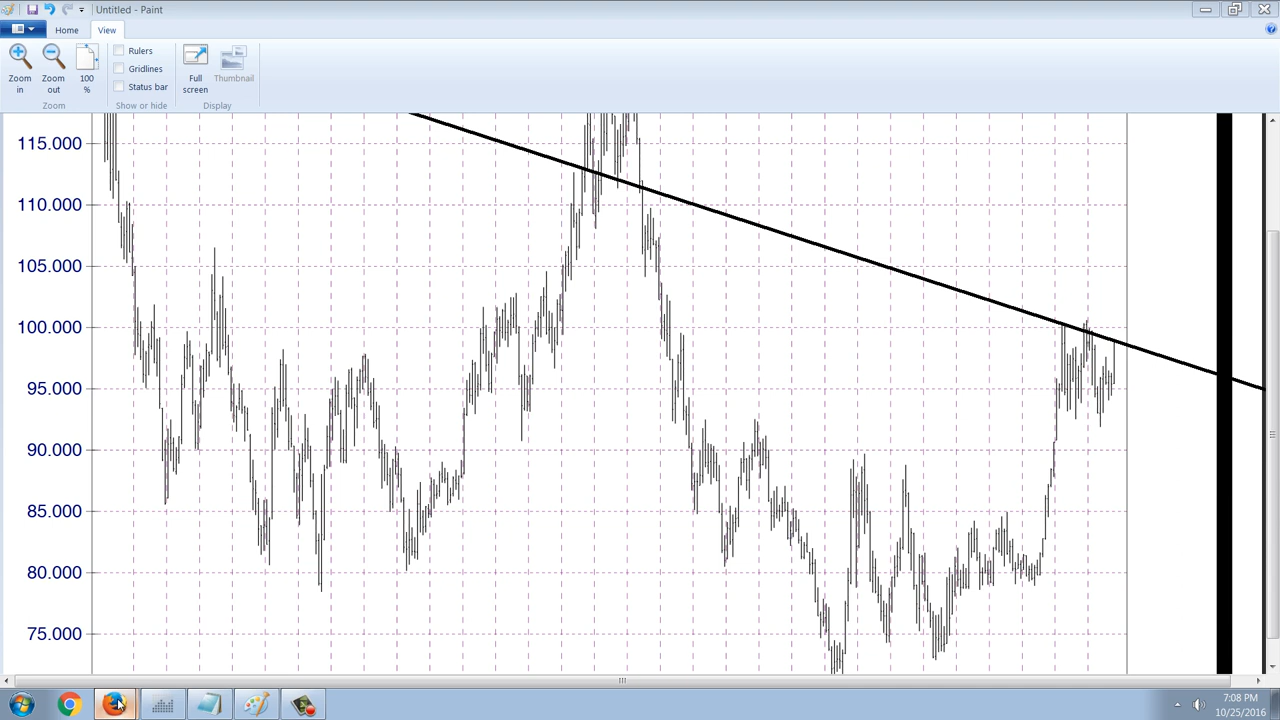 Untitled - Paint
Home
View
Zoom in
Zoom out
100 %
Rulers
Gridlines
Status bar
Full screen
Thumbnail
Zoom
Show or hide
Display
115.000
110.000
105.000
100.000
95.000
90.000
85.000
80.000
75.000
7:08 PM
10/25/2016